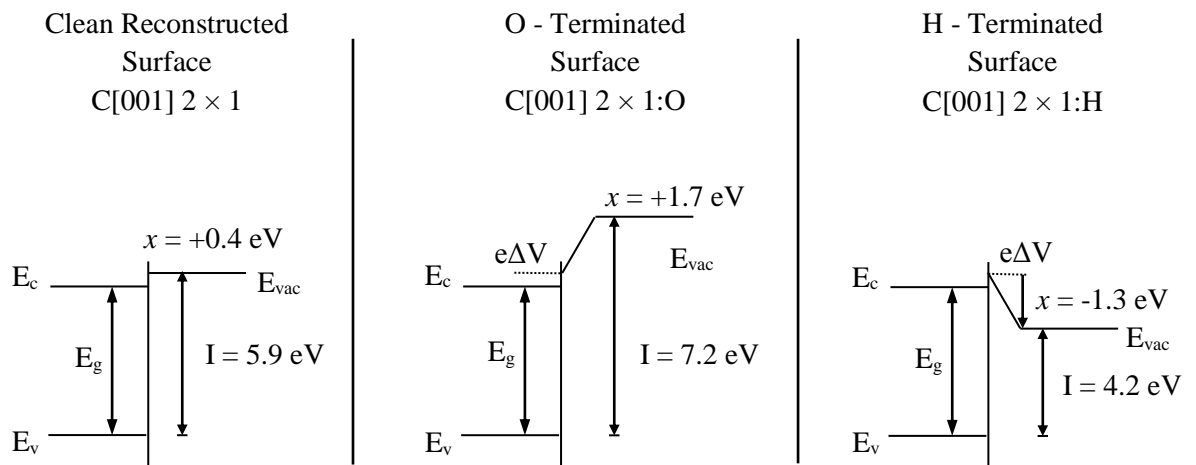 Clean Reconstructed
Surface
C[001] 2 × 1
x = +0.4 eV
E_c
E_vac
E_g
I = 5.9 eV
E_v
O - Terminated
Surface
C[001] 2 × 1:O
x = +1.7 eV
eΔV
E_vac
E_c
E_g
I = 7.2 eV
E_v
H - Terminated
Surface
C[001] 2 × 1:H
eΔV
E_c
x = -1.3 eV
E_vac
E_g
I = 4.2 eV
E_v